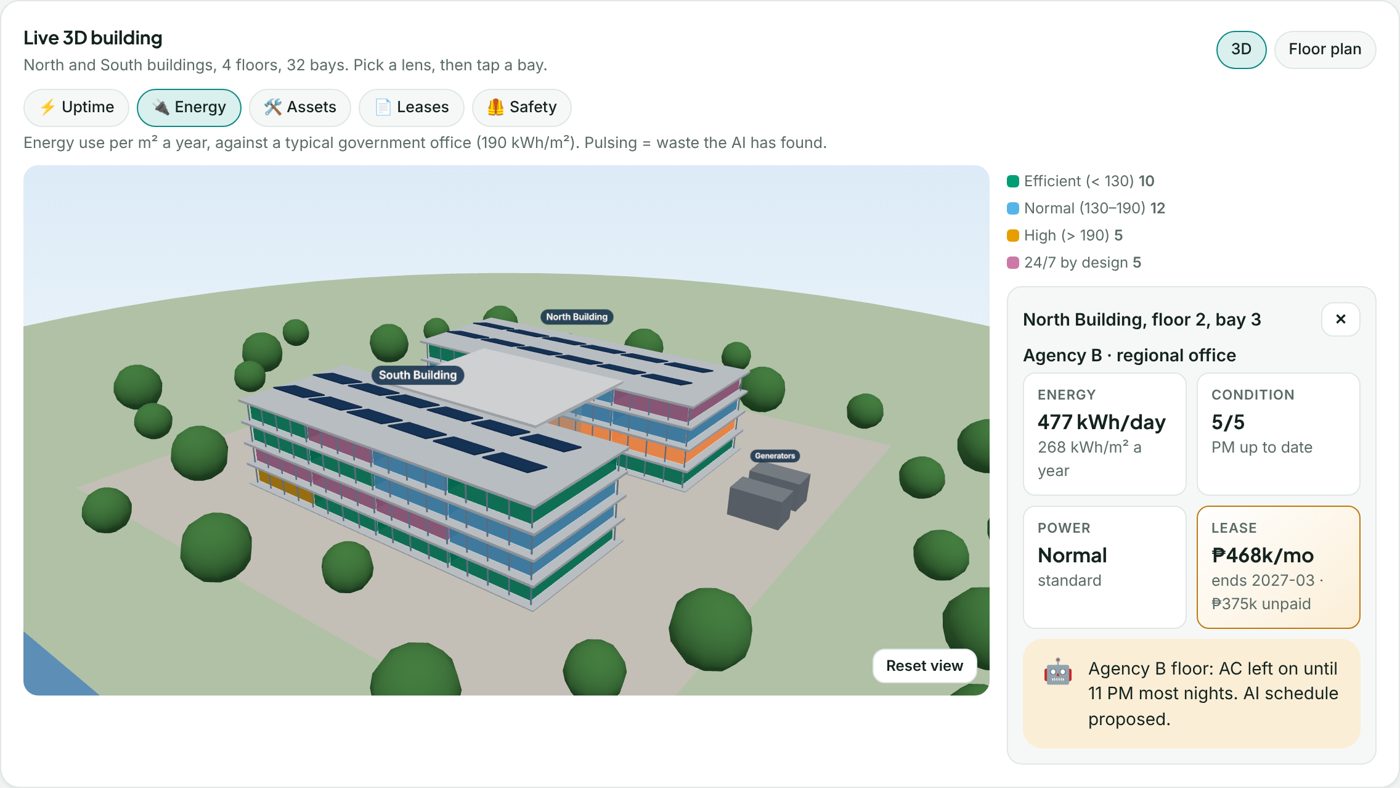 Live 3D building
North and South buildings, 4 floors, 32 bays. Pick a lens, then tap a bay.
3D
Floor plan
⚡ Uptime
🔌 Energy
🛠️ Assets
📄 Leases
🦺 Safety
Energy use per m² a year, against a typical government office (190 kWh/m²). Pulsing = waste the AI has found.
North Building
South Building
Generators
Reset view
Efficient (< 130) 10
Normal (130–190) 12
High (> 190) 5
24/7 by design 5
North Building, floor 2, bay 3
✕
Agency B · regional office
ENERGY
477 kWh/day
268 kWh/m² a
year
CONDITION
5/5
PM up to date
POWER
Normal
standard
LEASE
₱468k/mo
ends 2027-03 ·
₱375k unpaid
🤖 Agency B floor: AC left on until
11 PM most nights. AI schedule
proposed.